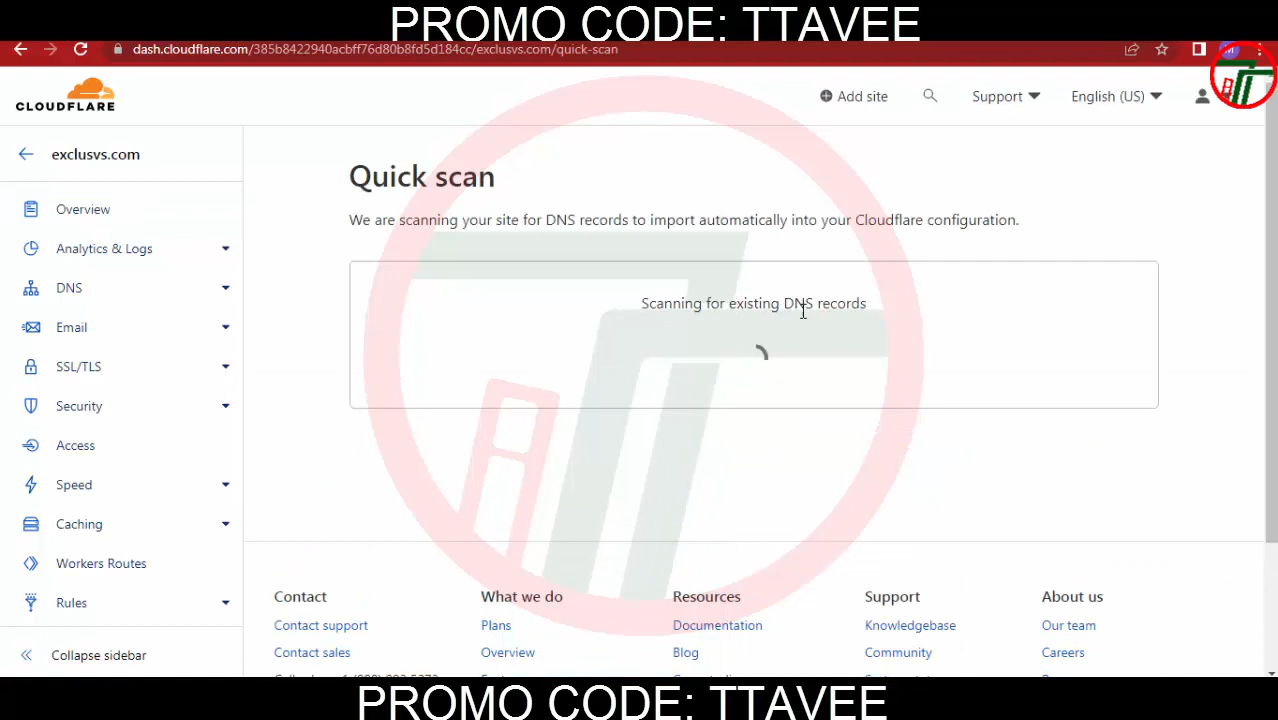 PROMO CODE: TTAVEE
dash.cloudflare.com/385b8422940acbff76d80b8fd5d184cc/exclusvs.com/quick-scan
CLOUDFLARE
Add site
Support
English (US)
exclusvs.com
Overview
Analytics & Logs
DNS
Email
SSL/TLS
Security
Access
Speed
Caching
Workers Routes
Rules
Collapse sidebar
Quick scan
We are scanning your site for DNS records to import automatically into your Cloudflare configuration.
Scanning for existing DNS records
Contact
Contact support
Contact sales
What we do
Plans
Overview
Resources
Documentation
Blog
Support
Knowledgebase
Community
About us
Our team
Careers
PROMO CODE: TTAVEE